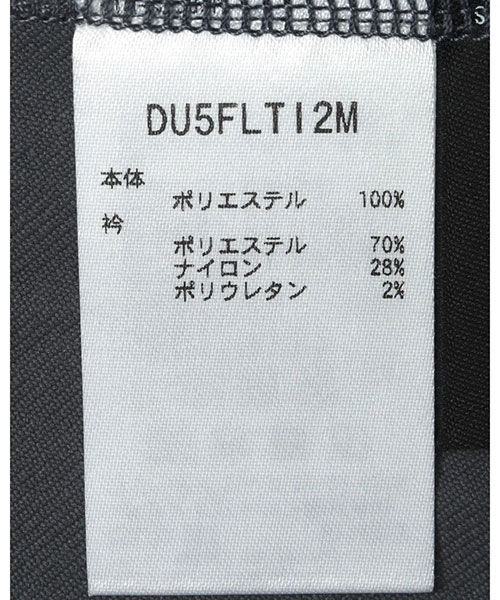 S
DU5FLTI2M
本体
ポリエステル 100%
衿
ポリエステル 70%
ナイロン 28%
ポリウレタン 2%